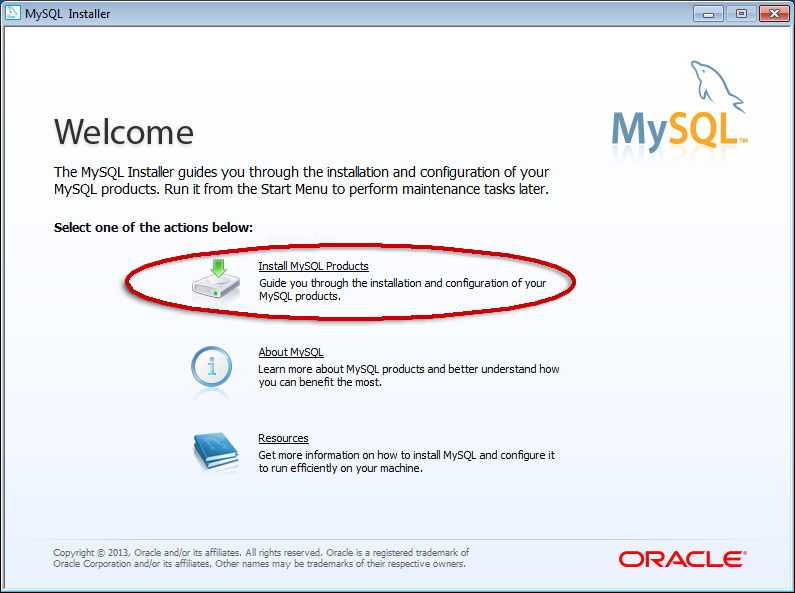 MySQL Installer
MySQL™
Welcome
The MySQL Installer guides you through the installation and configuration of your
MySQL products. Run it from the Start Menu to perform maintenance tasks later.
Select one of the actions below:
Install MySQL Products
Guide you through the installation and configuration of your
MySQL products.
About MySQL
Learn more about MySQL products and better understand how
you can benefit the most.
Resources
Get more information on how to install MySQL and configure it
to run efficiently on your machine.
Copyright © 2013, Oracle and/or its affiliates. All rights reserved. Oracle is a registered trademark of
Oracle Corporation and/or its affiliates. Other names may be trademarks of their respective owners.
ORACLE®